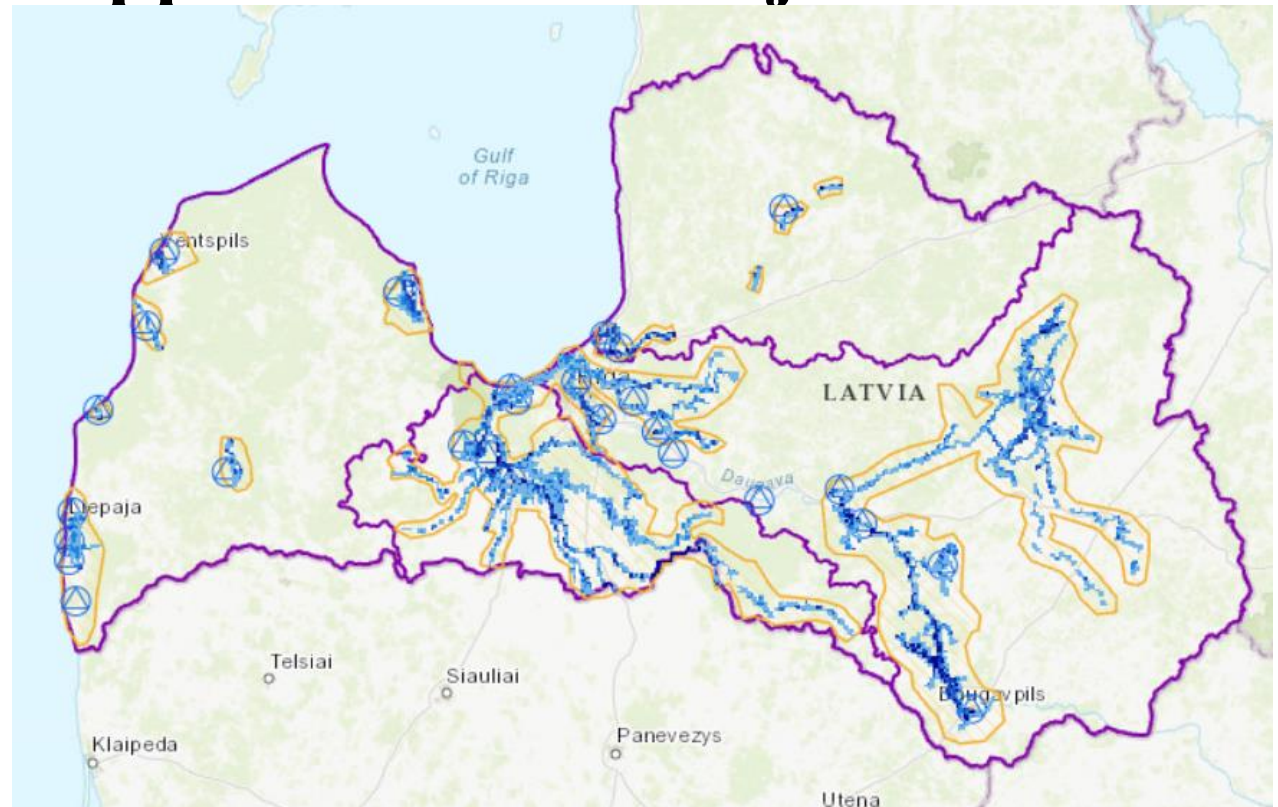 Gulf
of Riga
Ventspils
LATVIA
Daugava
Liepaja
Telsiai
Siauliai
Daugavpils
Klaipeda
Panevezys
Utena